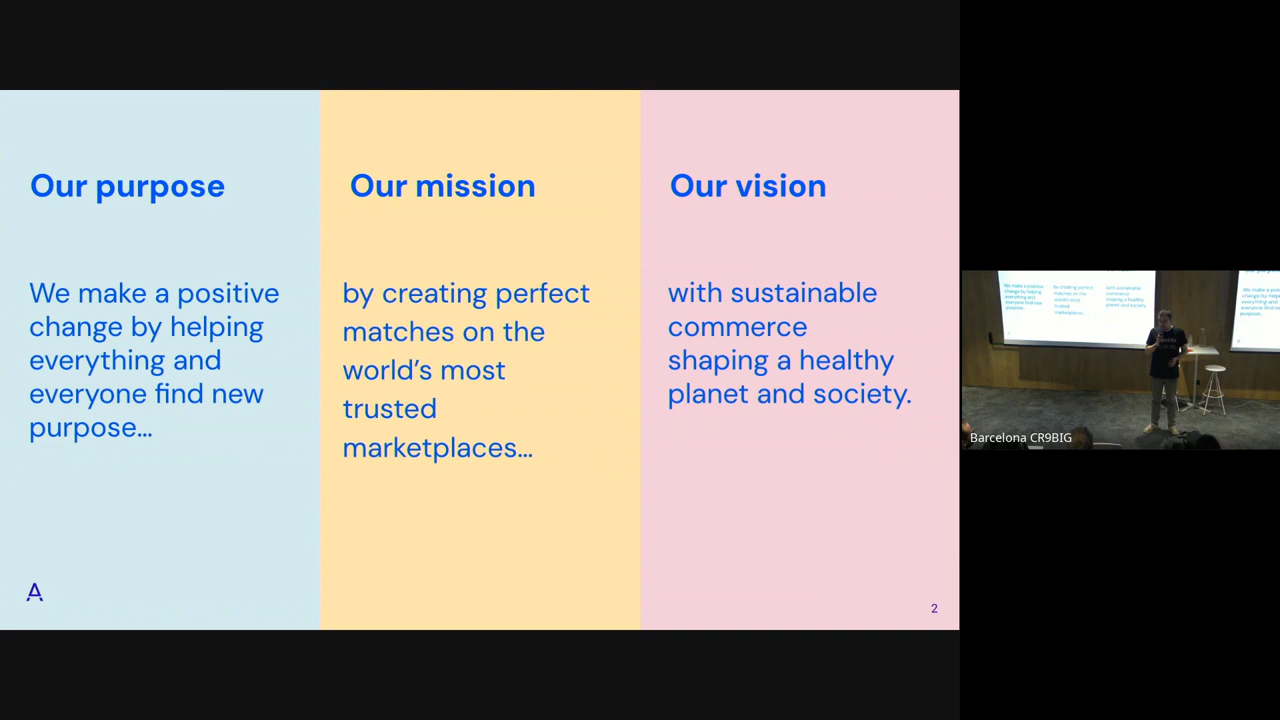 Our purpose
We make a positive
change by helping
everything and
everyone find new
purpose...
Our mission
by creating perfect
matches on the
world's most
trusted
marketplaces...
Our vision
with sustainable
commerce
shaping a healthy
planet and society.
A
2
Barcelona CR9BIG